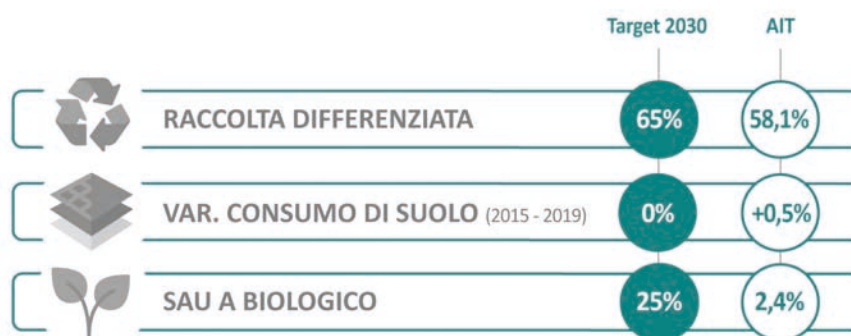 Target 2030 AIT
RACCOLTA DIFFERENZIATA 65% 58,1%
VAR. CONSUMO DI SUOLO (2015 - 2019) 0% +0,5%
SAU A BIOLOGICO 25% 2,4%